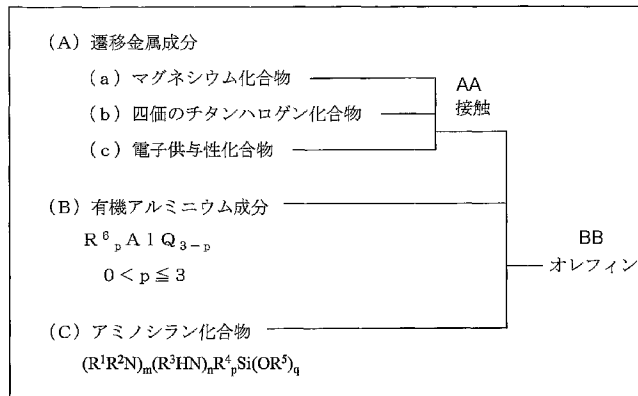 (A) 遷移金属成分
(a) マグネシウム化合物
AA
接触
(b) 四価のチタンハロゲン化合物
(c) 電子供与性化合物
(B) 有機アルミニウム成分
R⁶ₚAlQ₃₋ₚ
0<p≦3
BB
オレフィン
(C) アミノシラン化合物
(R¹R²N)ₘ(R³HN)ₙR⁴ₚSi(OR⁵)q